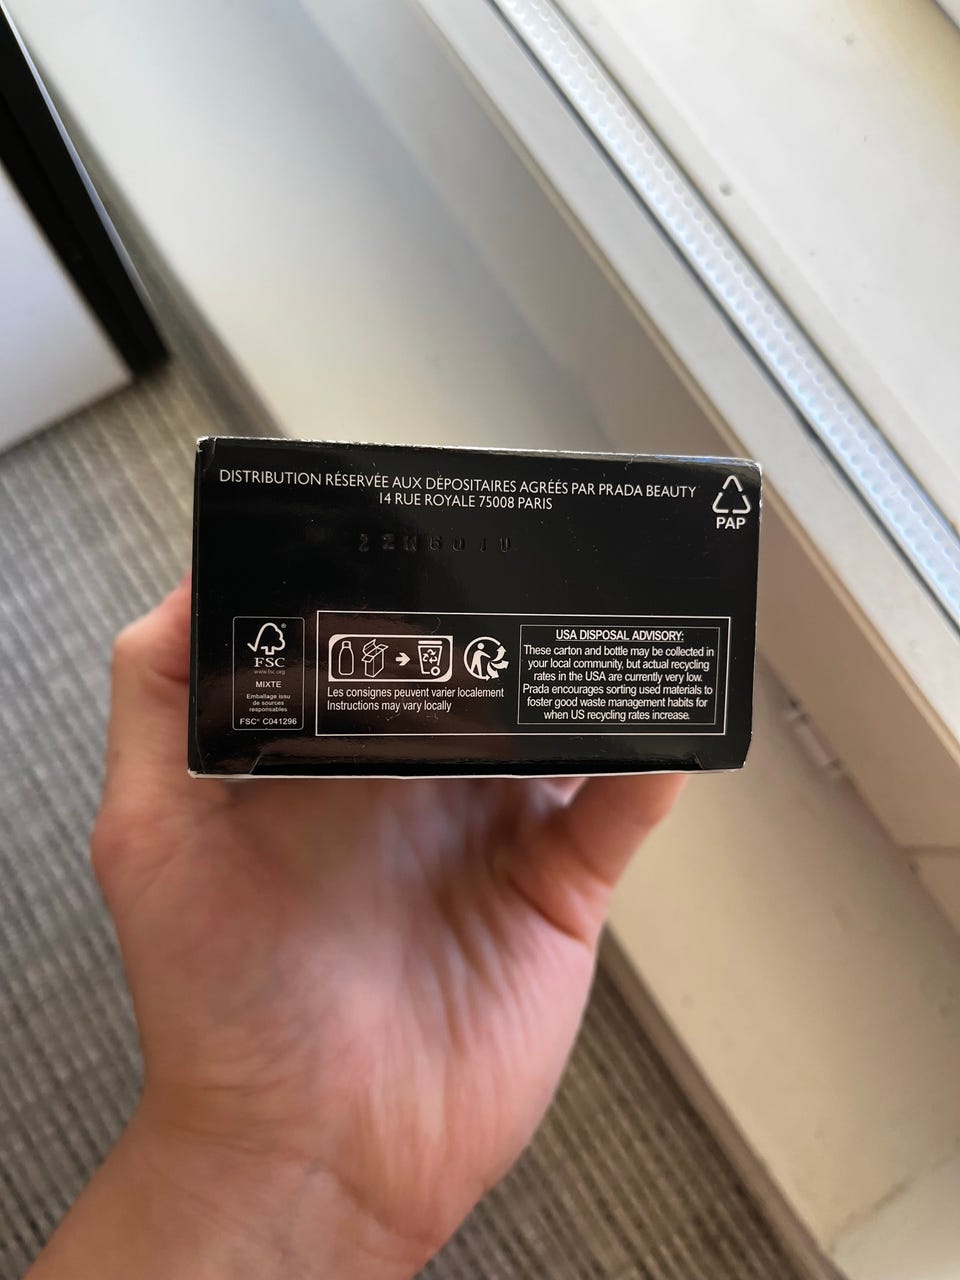 DISTRIBUTION RÉSERVÉE AUX DÉPOSITAIRES AGRÉÉS PAR PRADA BEAUTY
14 RUE ROYALE 75008 PARIS
PAP
FSC®
www.fsc.org
MIXTE
Emballage issu
de sources
responsables
FSC® C041296
Les consignes peuvent varier localement
Instructions may vary locally
USA DISPOSAL ADVISORY:
These carton and bottle may be collected in
your local community, but actual recycling
rates in the USA are currently very low.
Prada encourages sorting used materials to
foster good waste management habits for
when US recycling rates increase.